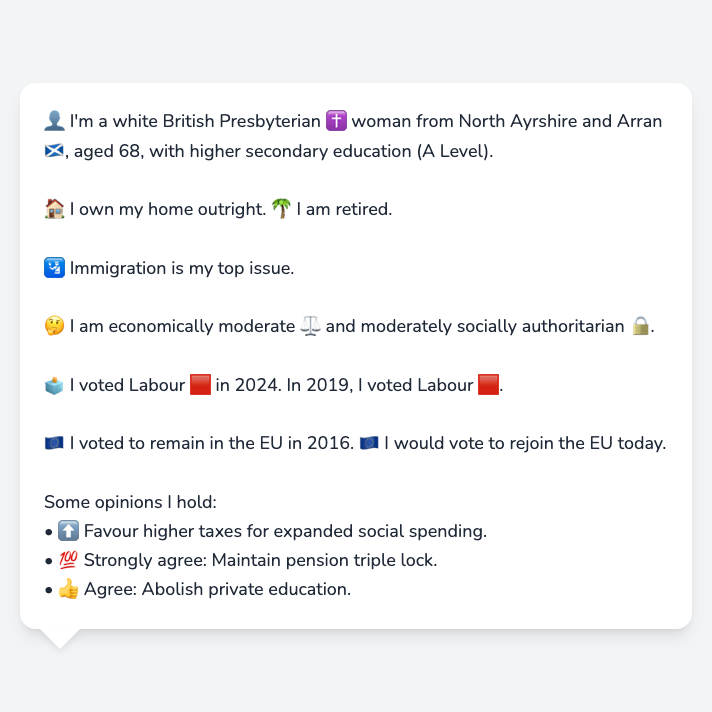 👤 I'm a white British Presbyterian ✝️ woman from North Ayrshire and Arran
🏴󠁧󠁢󠁳󠁣󠁴󠁿, aged 68, with higher secondary education (A Level).
🏠 I own my home outright. 🌴 I am retired.
🛂 Immigration is my top issue.
🤔 I am economically moderate ⚖️ and moderately socially authoritarian 🔒.
🗳️ I voted Labour 🟥 in 2024. In 2019, I voted Labour 🟥.
🇪🇺 I voted to remain in the EU in 2016. 🇪🇺 I would vote to rejoin the EU today.
Some opinions I hold:
• ⬆️ Favour higher taxes for expanded social spending.
• 💯 Strongly agree: Maintain pension triple lock.
• 👍 Agree: Abolish private education.